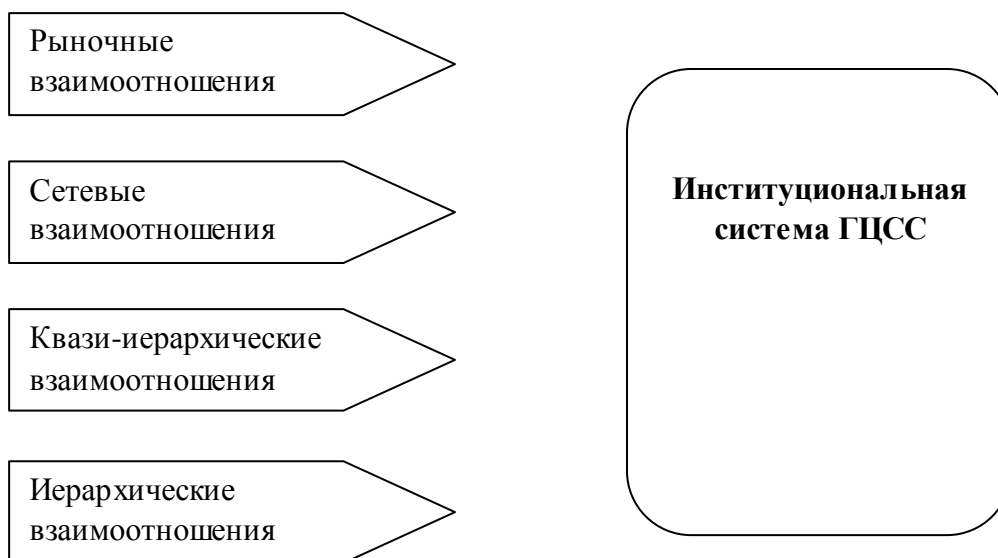 Рыночные
взаимоотношения
Сетевые
взаимоотношения
Квази-иерархические
взаимоотношения
Иерархические
взаимоотношения
Институциональная
система ГЦСС